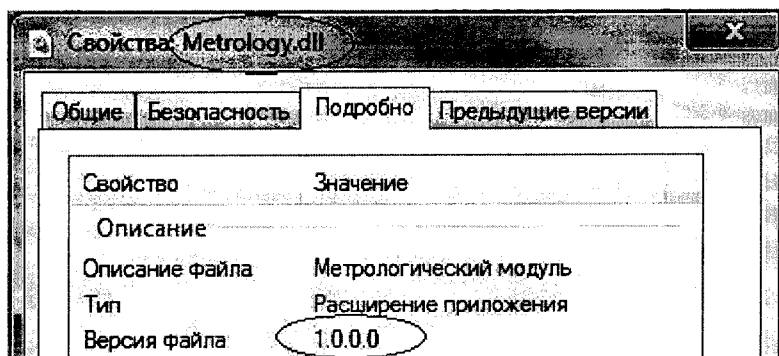 Свойства: Metrology.dll
Общие Безопасность Подробно Предыдущие версии
Свойство Значение
Описание
Описание файла Метрологический модуль
Тип Расширение приложения
Версия файла 1.0.0.0